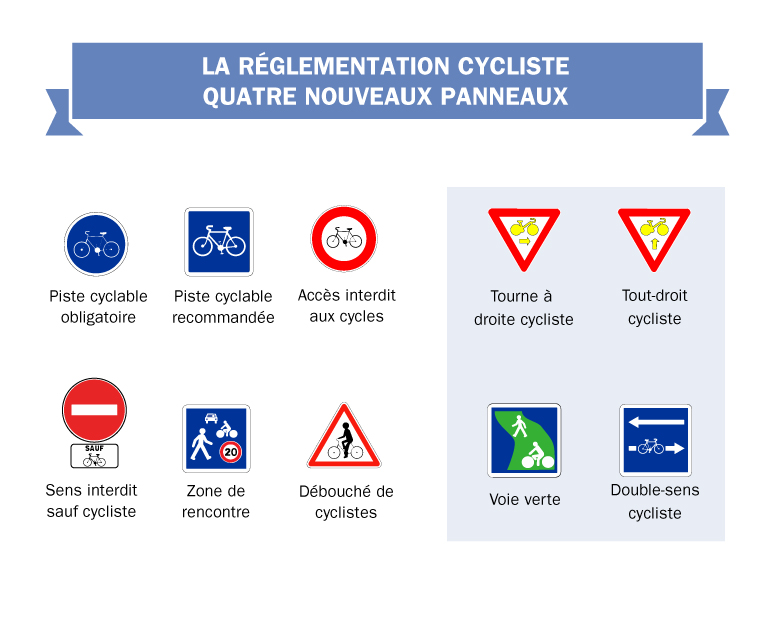 LA RÉGLEMENTATION CYCLISTE
QUATRE NOUVEAUX PANNEAUX
Piste cyclable
obligatoire
Piste cyclable
recommandée
Accès interdit
aux cycles
Tourne à
droite cycliste
Tout-droit
cycliste
SAUF
Sens interdit
sauf cycliste
20
Zone de
rencontre
Débouché de
cyclistes
Voie verte
Double-sens
cycliste